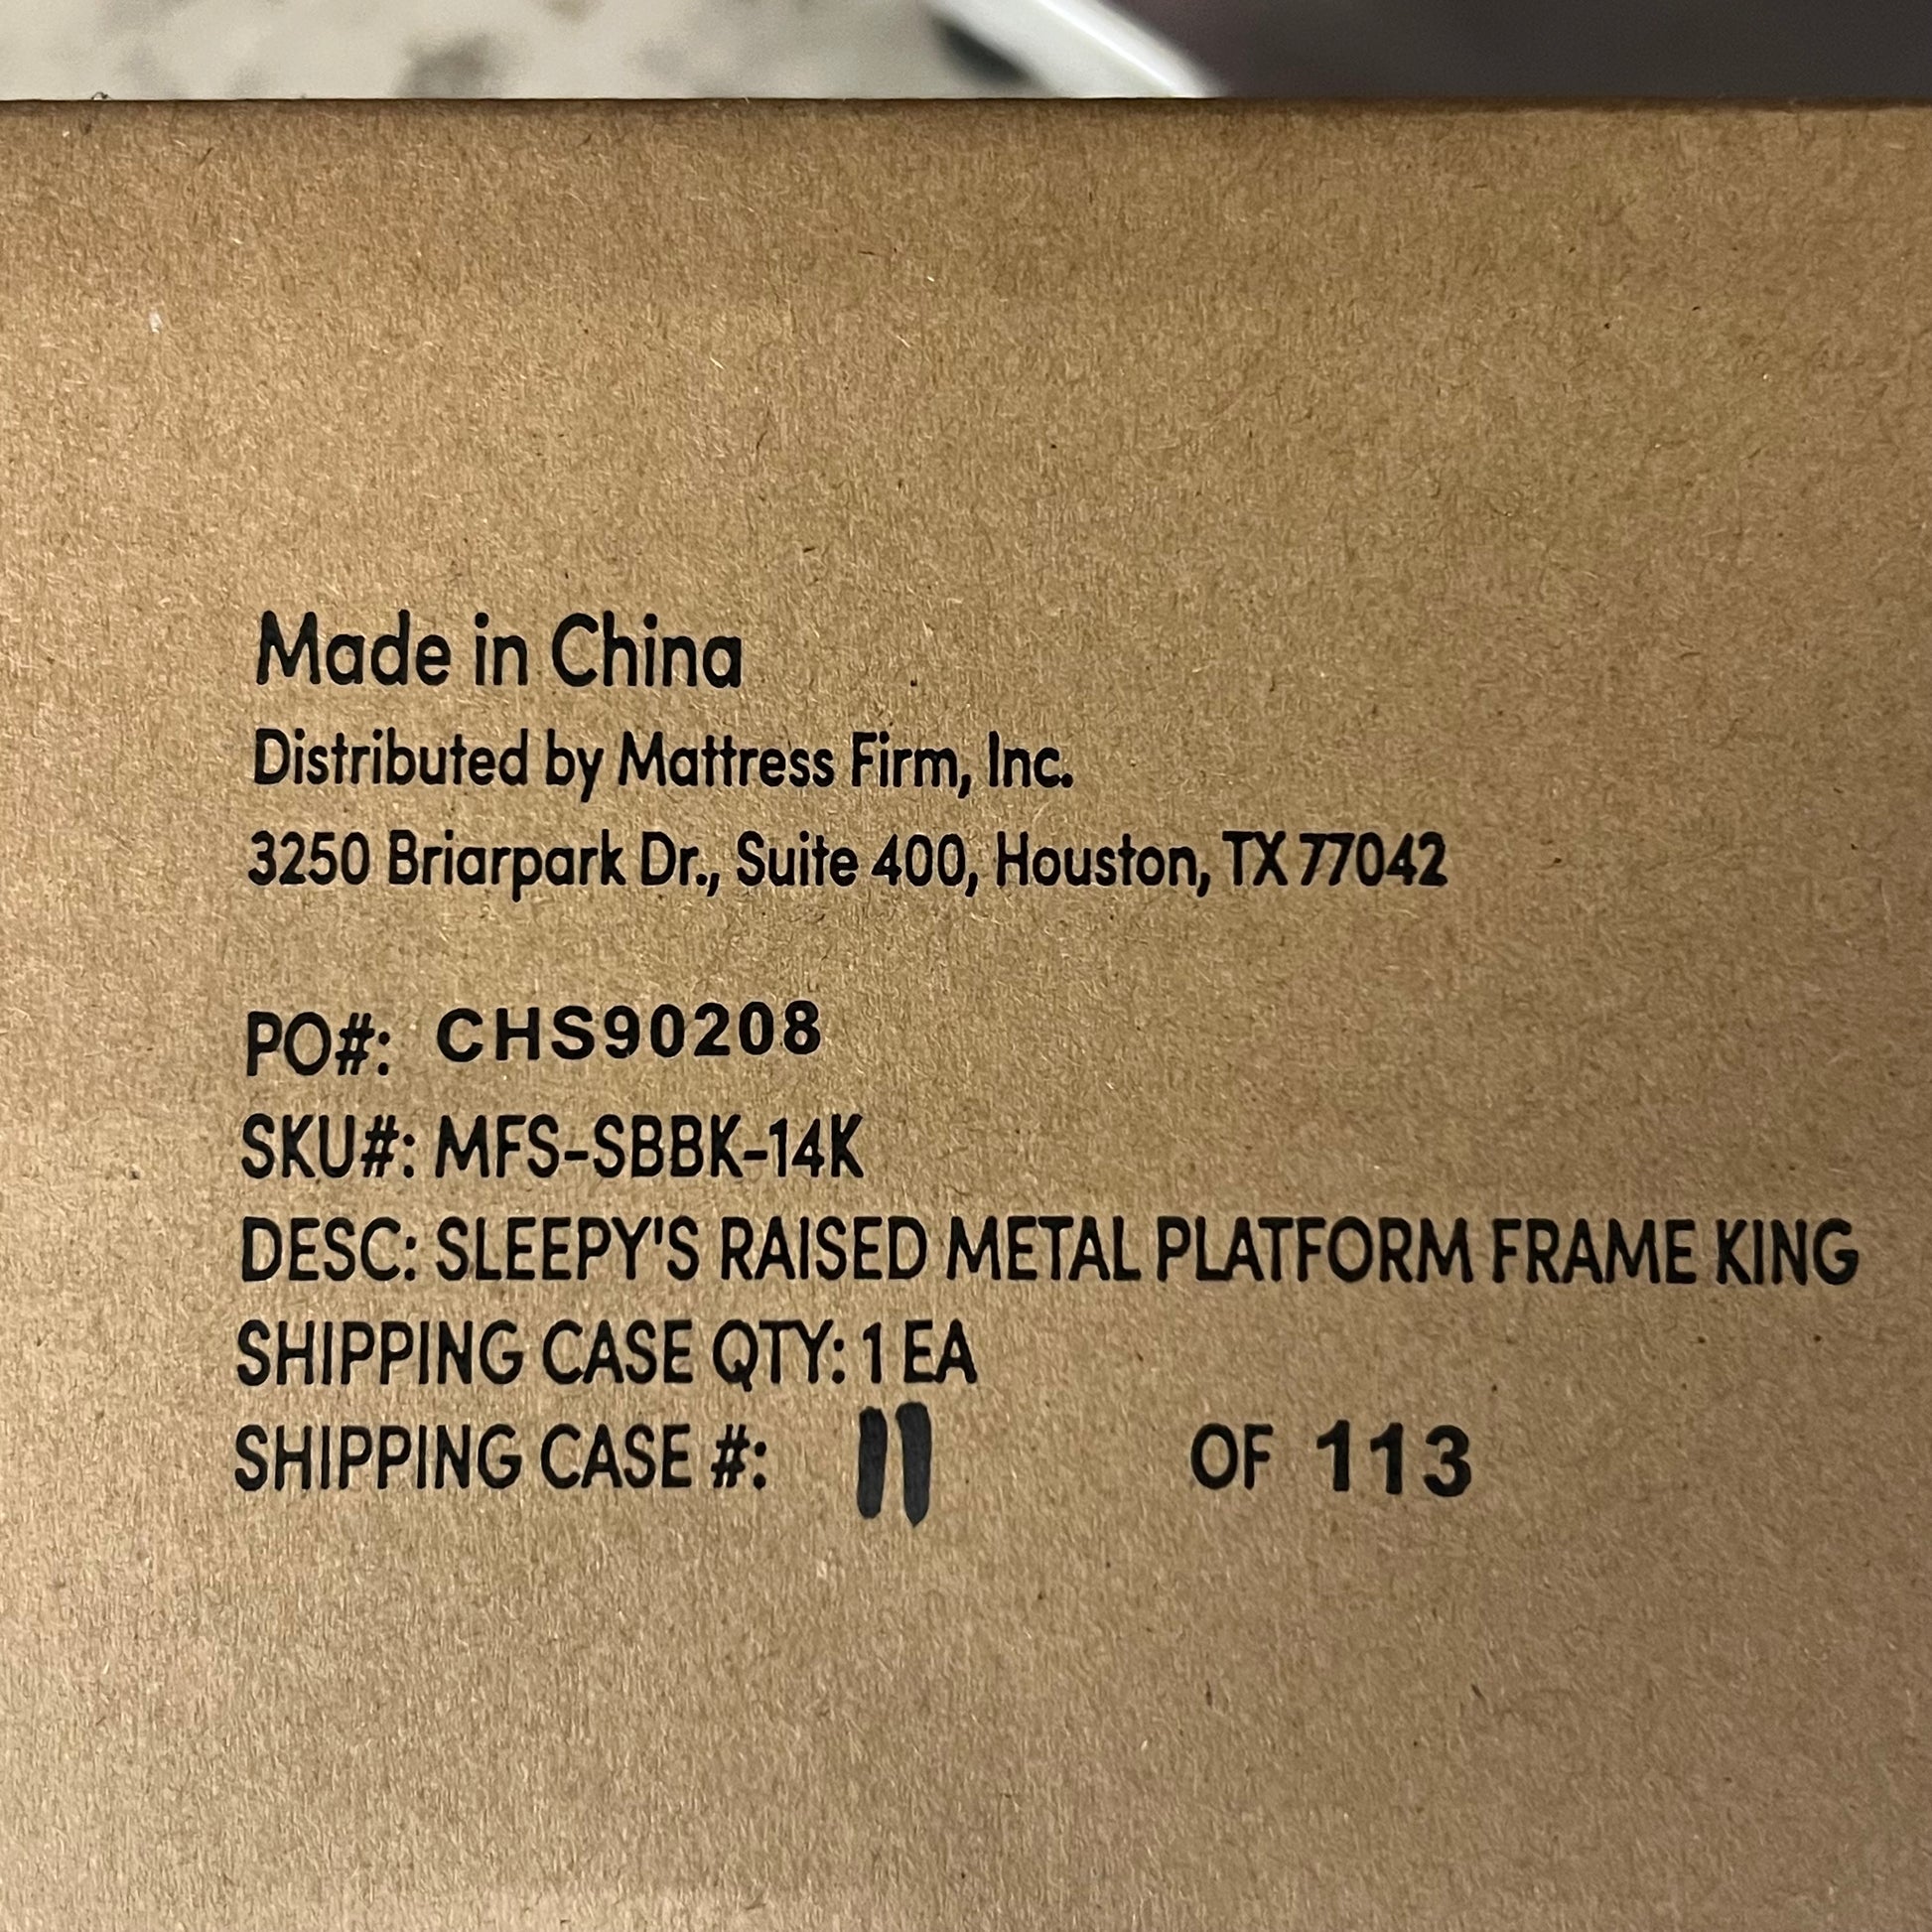 Made in China
Distributed by Mattress Firm, Inc.
3250 Briarpark Dr., Suite 400, Houston, TX 77042
PO#: CHS90208
SKU#: MFS-SBBK-14K
DESC: SLEEPY'S RAISED METAL PLATFORM FRAME KING
SHIPPING CASE QTY: 1 EA
SHIPPING CASE #: 11 OF 113